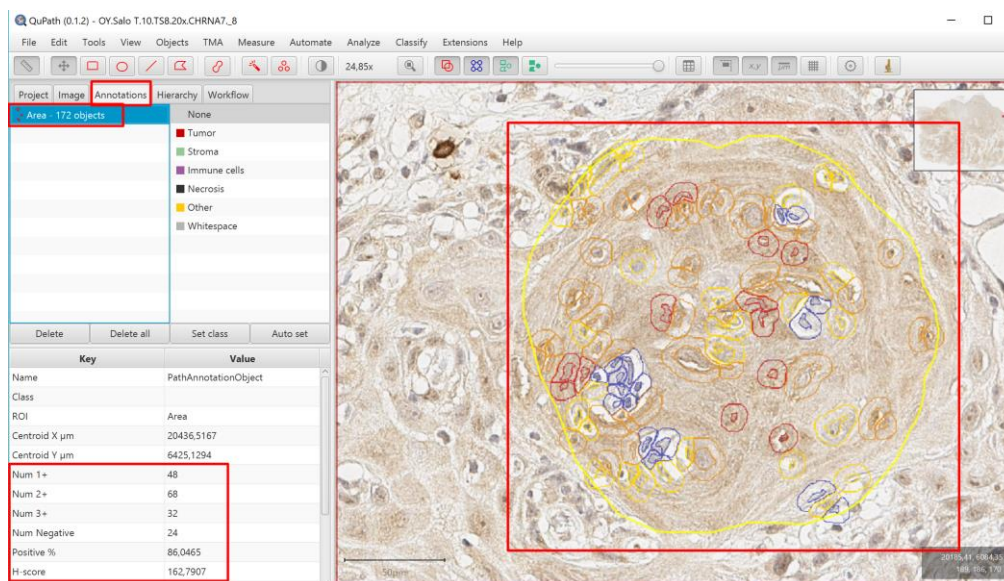 QuPath (0.1.2) - OY.Salo T.10.TS8.20x.CHRNA7._8
File Edit Tools View Objects TMA Measure Automate Analyze Classify Extensions Help
24,85x
x,y
Project Image Annotations Hierarchy Workflow
Area - 172 objects
None
Tumor
Stroma
Immune cells
Necrosis
Other
Whitespace
Delete Delete all Set class Auto set
Key Value
Name PathAnnotationObject
Class
ROI Area
Centroid X µm 20436,5167
Centroid Y µm 6425,1294
Num 1+ 48
Num 2+ 68
Num 3+ 32
Num Negative 24
Positive % 86,0465
H-score 162,7907
50µm